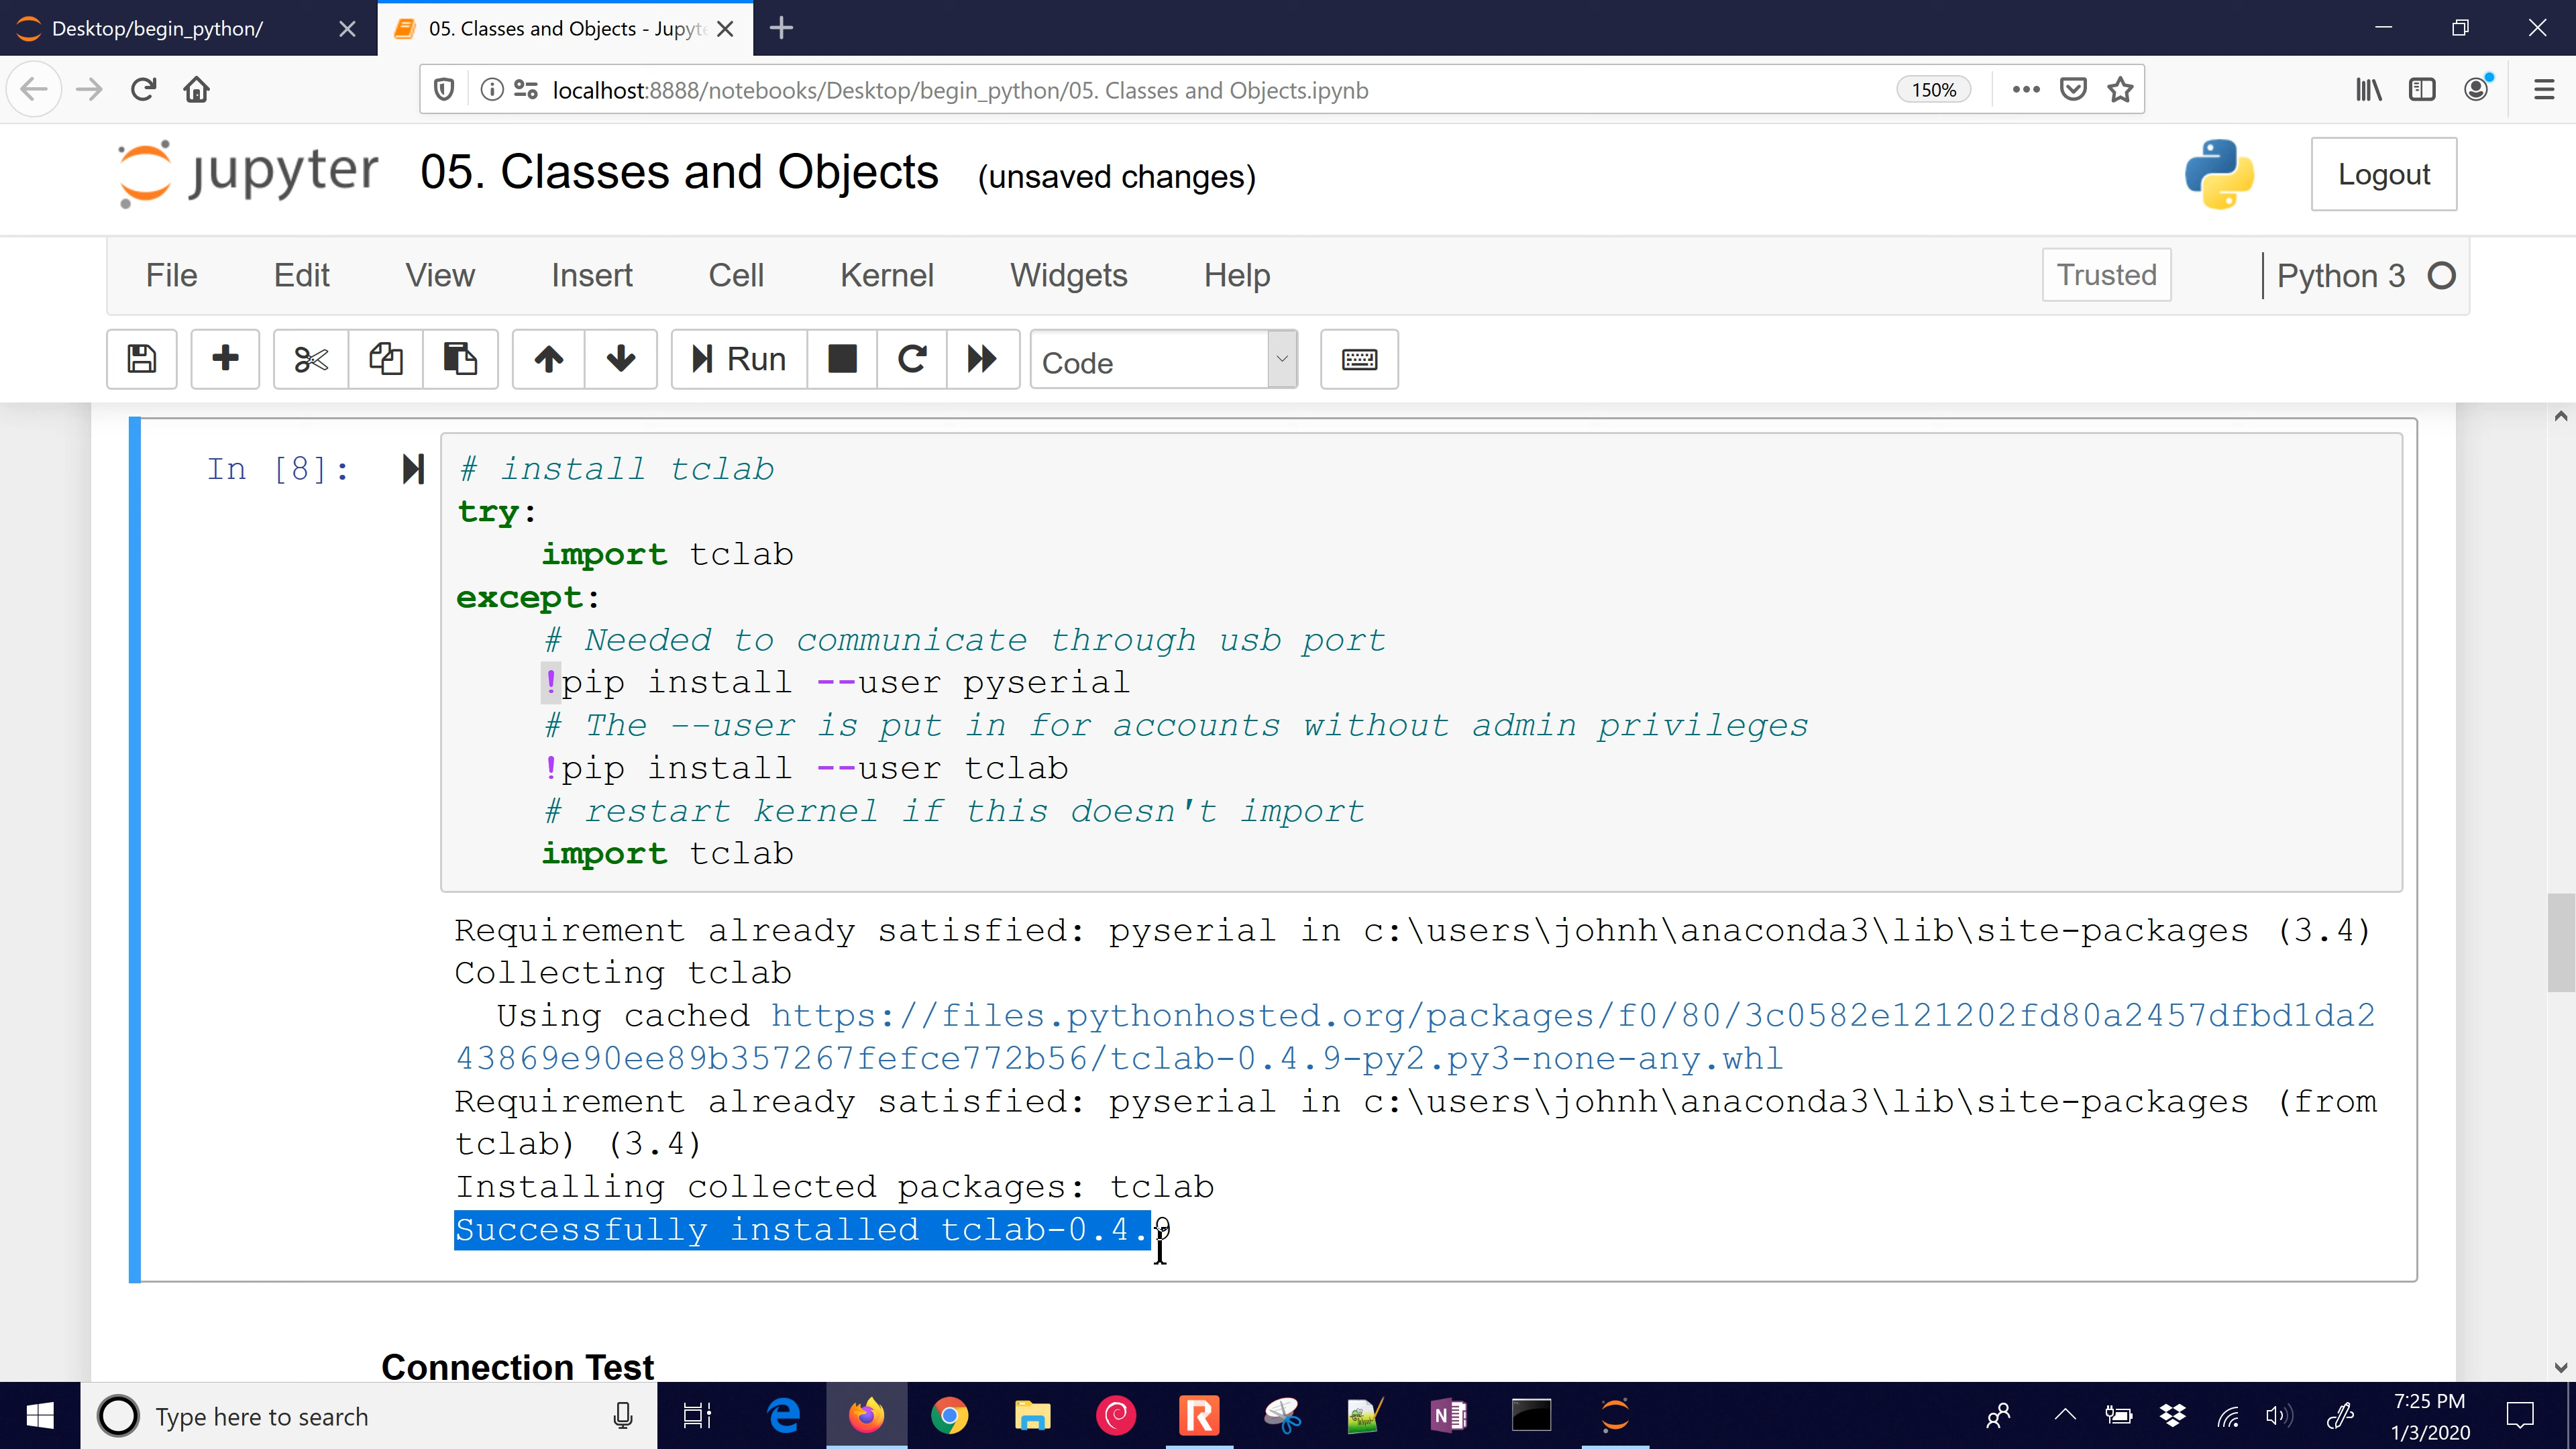 Desktop/begin_python/
05. Classes and Objects - Jupyte
localhost:8888/notebooks/Desktop/begin_python/05. Classes and Objects.ipynb
150%
jupyter 05. Classes and Objects (unsaved changes)
Logout
File Edit View Insert Cell Kernel Widgets Help
Trusted
Python 3
Run
Code
In [8]:
# install tclab
try:
    import tclab
except:
    # Needed to communicate through usb port
    !pip install --user pyserial
    # The --user is put in for accounts without admin privileges
    !pip install --user tclab
    # restart kernel if this doesn't import
    import tclab
Requirement already satisfied: pyserial in c:\users\johnh\anaconda3\lib\site-packages (3.4)
Collecting tclab
  Using cached https://files.pythonhosted.org/packages/f0/80/3c0582e121202fd80a2457dfbd1da2
43869e90ee89b357267fefce772b56/tclab-0.4.9-py2.py3-none-any.whl
Requirement already satisfied: pyserial in c:\users\johnh\anaconda3\lib\site-packages (from
tclab) (3.4)
Installing collected packages: tclab
Successfully installed tclab-0.4.9
Connection Test
Type here to search
7:25 PM
1/3/2020